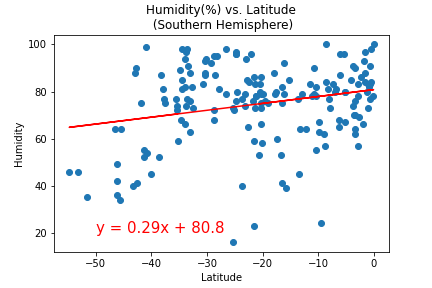 Humidity(%) vs. Latitude
(Southern Hemisphere)
100
80
60
40
20
Humidity
y = 0.29x + 80.8
−50
−40
−30
−20
−10
0
Latitude